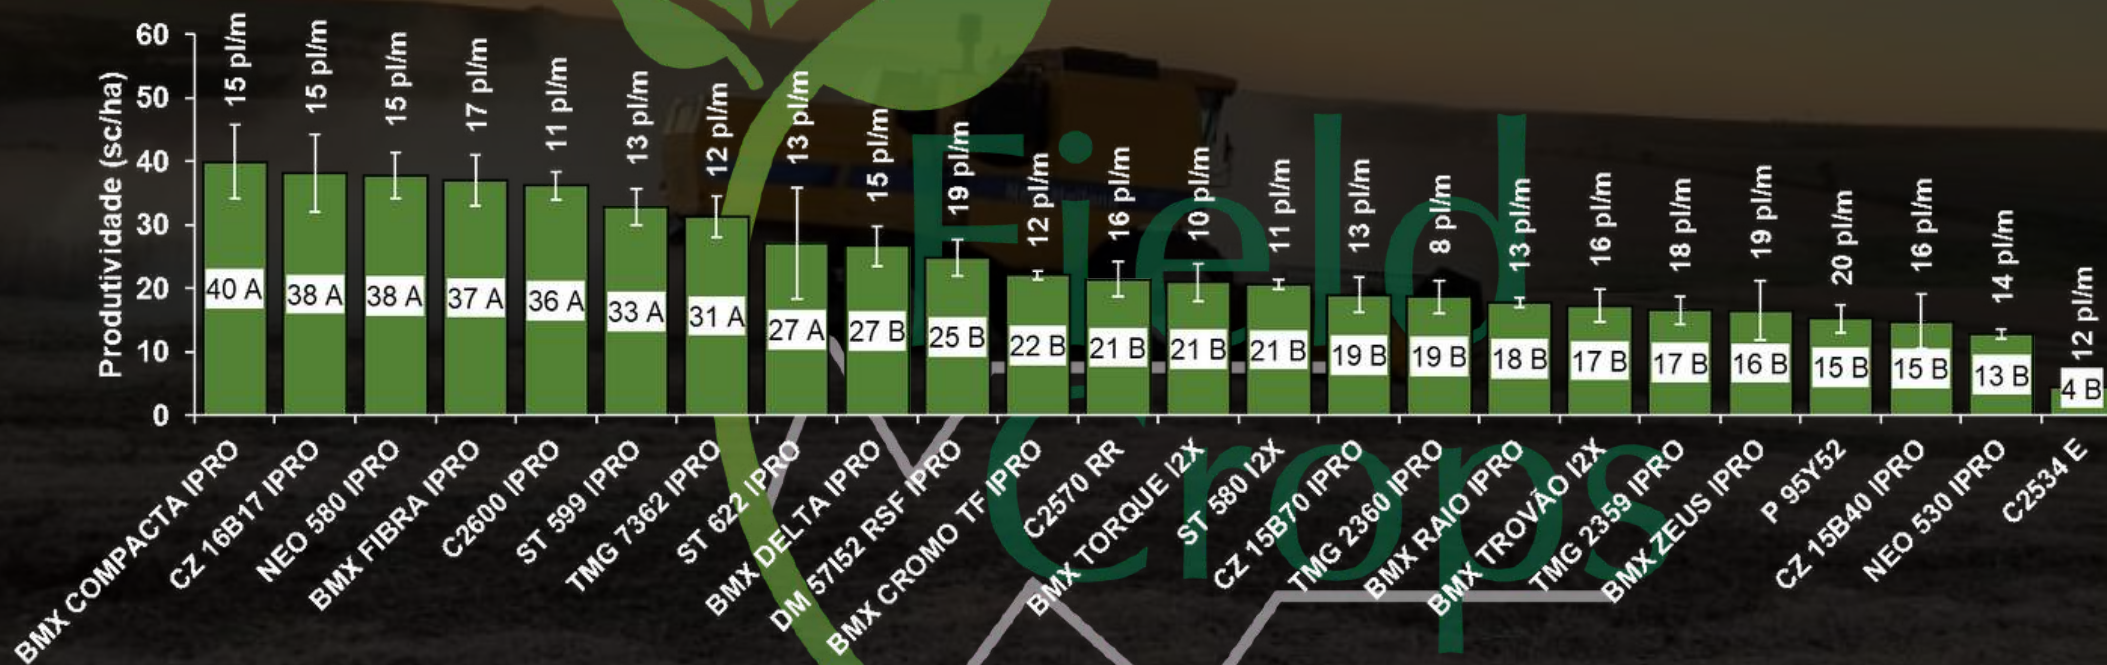 Produtividade (sc/ha)
60
50
40
30
20
10
0
15 pl/m
15 pl/m
15 pl/m
17 pl/m
11 pl/m
13 pl/m
12 pl/m
13 pl/m
15 pl/m
19 pl/m
12 pl/m
16 pl/m
10 pl/m
11 pl/m
13 pl/m
8 pl/m
13 pl/m
16 pl/m
18 pl/m
19 pl/m
20 pl/m
16 pl/m
14 pl/m
12 pl/m
40 A
38 A
38 A
37 A
36 A
33 A
31 A
27 A
27 B
25 B
22 B
21 B
21 B
21 B
19 B
19 B
18 B
17 B
17 B
16 B
15 B
15 B
13 B
4 B
BMX COMPACTA IPRO
CZ 16B17 IPRO
NEO 580 IPRO
BMX FIBRA IPRO
C2600 IPRO
ST 599 IPRO
TMG 7362 IPRO
ST 622 IPRO
BMX DELTA IPRO
DM 57I52 RSF IPRO
BMX CROMO TF IPRO
C2570 RR
BMX TORQUE I2X
ST 580 I2X
CZ 15B70 IPRO
TMG 2360 IPRO
BMX RAIO IPRO
BMX TROVÃO I2X
TMG 2359 IPRO
BMX ZEUS IPRO
P 95Y52
CZ 15B40 IPRO
NEO 530 IPRO
C2534 E
Field
Crops